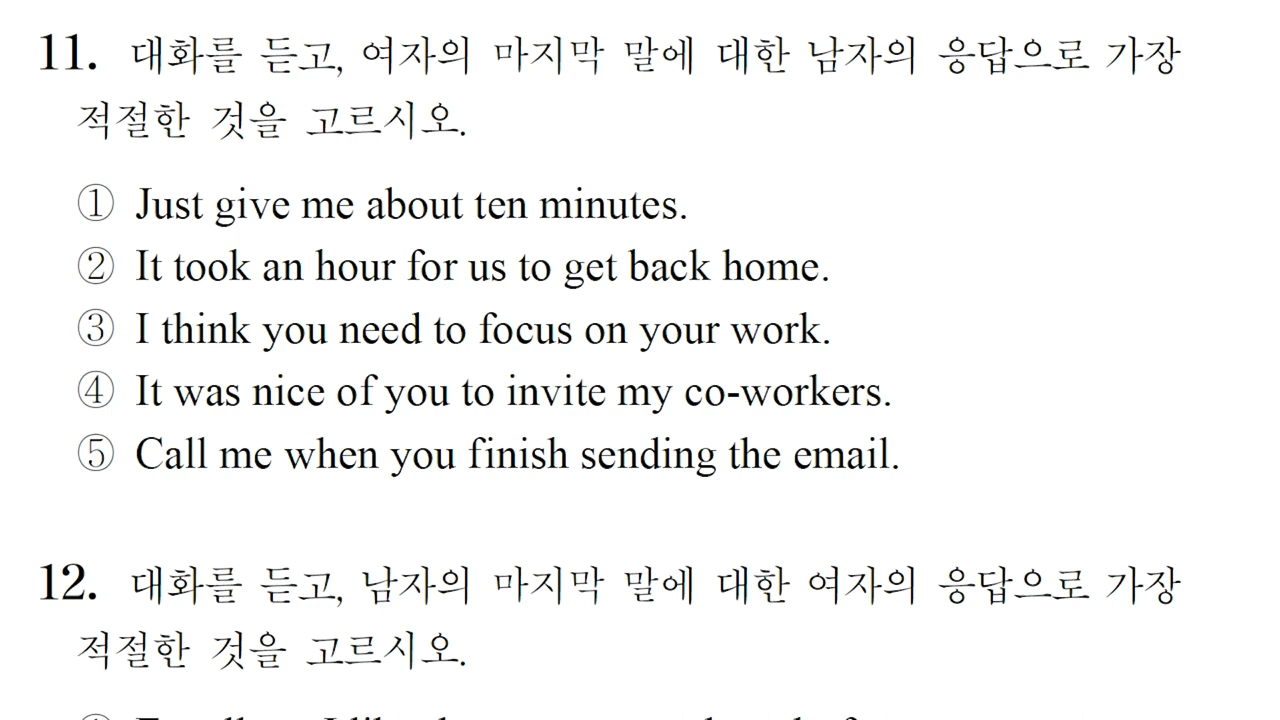 11. 대화를 듣고, 여자의 마지막 말에 대한 남자의 응답으로 가장
적절한 것을 고르시오.
① Just give me about ten minutes.
② It took an hour for us to get back home.
③ I think you need to focus on your work.
④ It was nice of you to invite my co-workers.
⑤ Call me when you finish sending the email.
12. 대화를 듣고, 남자의 마지막 말에 대한 여자의 응답으로 가장
적절한 것을 고르시오.